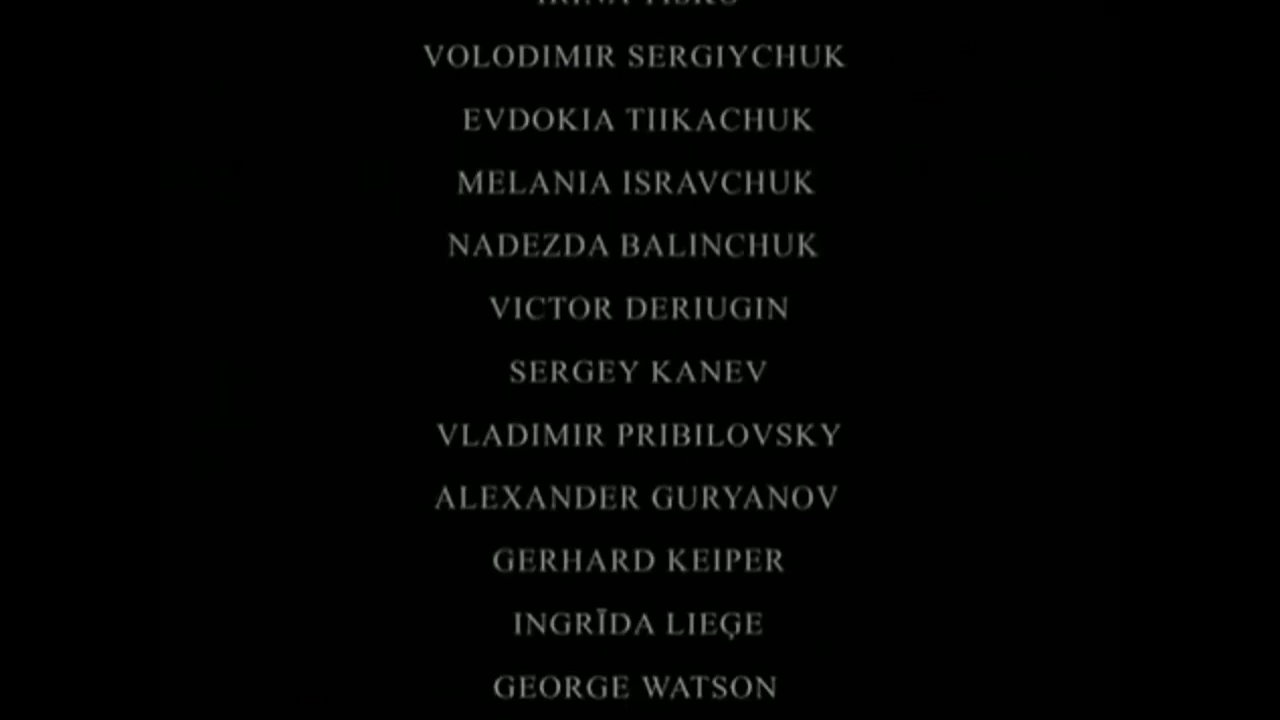 VOLODIMIR SERGIYCHUK
EVDOKIA TIIKACHUK
MELANIA ISRAVCHUK
NADEZDA BALINCHUK
VICTOR DERIUGIN
SERGEY KANEV
VLADIMIR PRIBILOVSKY
ALEXANDER GURYANOV
GERHARD KEIPER
INGRĪDA LIEĢE
GEORGE WATSON